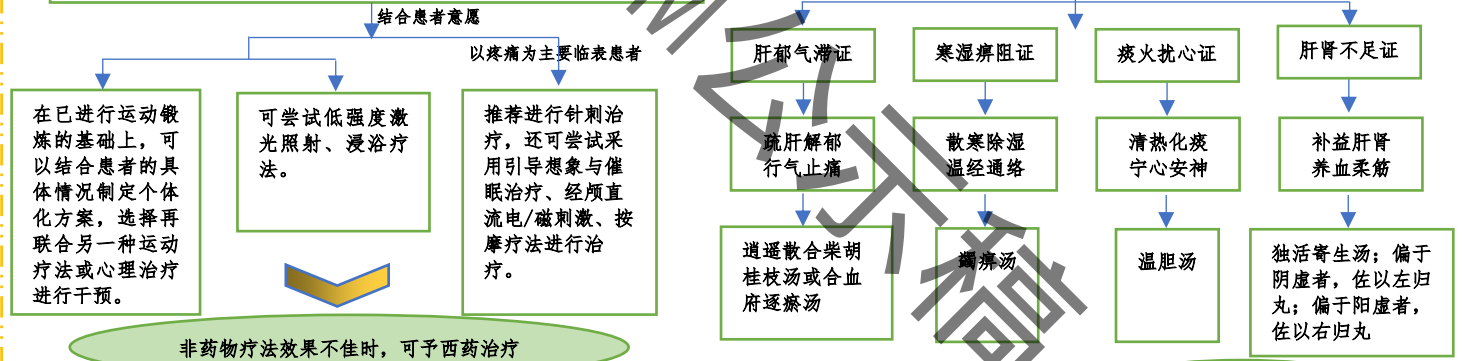 结合患者意愿
以疼痛为主要临表患者
在已进行运动锻
炼的基础上，可
以结合患者的具
体情况制定个体
化方案，选择再
联合另一种运动
疗法或心理治疗
进行干预。
可尝试低强度激
光照射、浸浴疗
法。
推荐进行针刺治
疗，还可尝试采
用引导想象与催
眠治疗、经颅直
流电/磁刺激、按
摩疗法进行治
疗。
非药物疗法效果不佳时，可予西药治疗
肝郁气滞证
寒湿痹阻证
痰火扰心证
肝肾不足证
疏肝解郁
行气止痛
散寒除湿
温经通络
清热化痰
宁心安神
补益肝肾
养血柔筋
逍遥散合柴胡
桂枝汤或合血
府逐瘀汤
蠲痹汤
温胆汤
独活寄生汤；偏于
阴虚者，佐以左归
丸；偏于阳虚者，
佐以右归丸
M公示稿